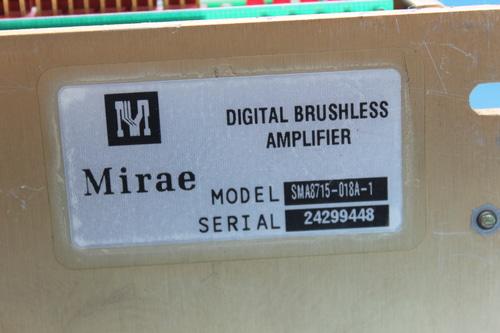 DIGITAL BRUSHLESS
AMPLIFIER
Mirae
MODEL SMA8715-018A-1
SERIAL 24299448